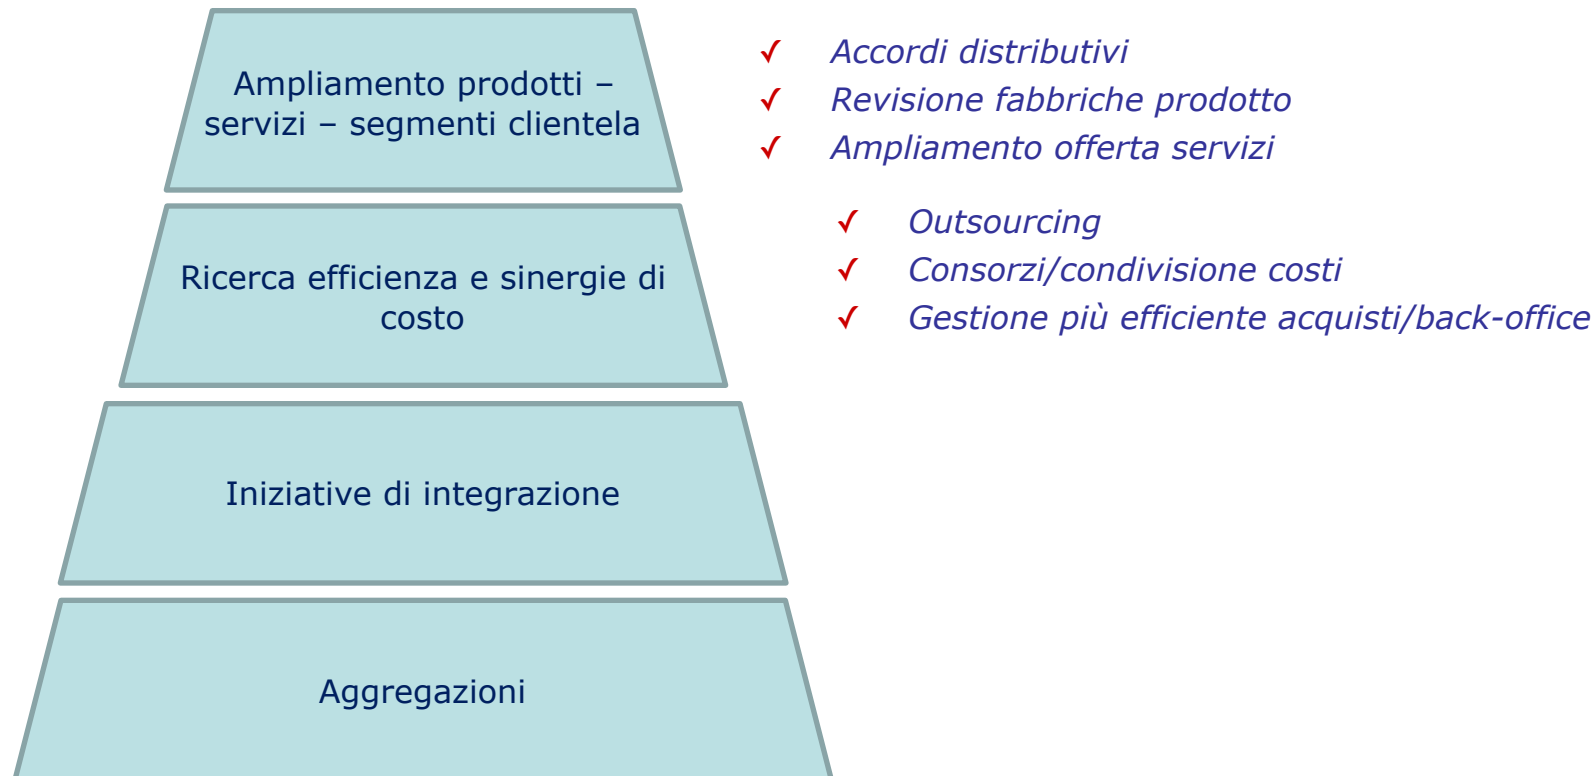 Ampliamento prodotti –
servizi – segmenti clientela
✓ Accordi distributivi
✓ Revisione fabbriche prodotto
✓ Ampliamento offerta servizi
Ricerca efficienza e sinergie di
costo
✓ Outsourcing
✓ Consorzi/condivisione costi
✓ Gestione più efficiente acquisti/back-office
Iniziative di integrazione
Aggregazioni